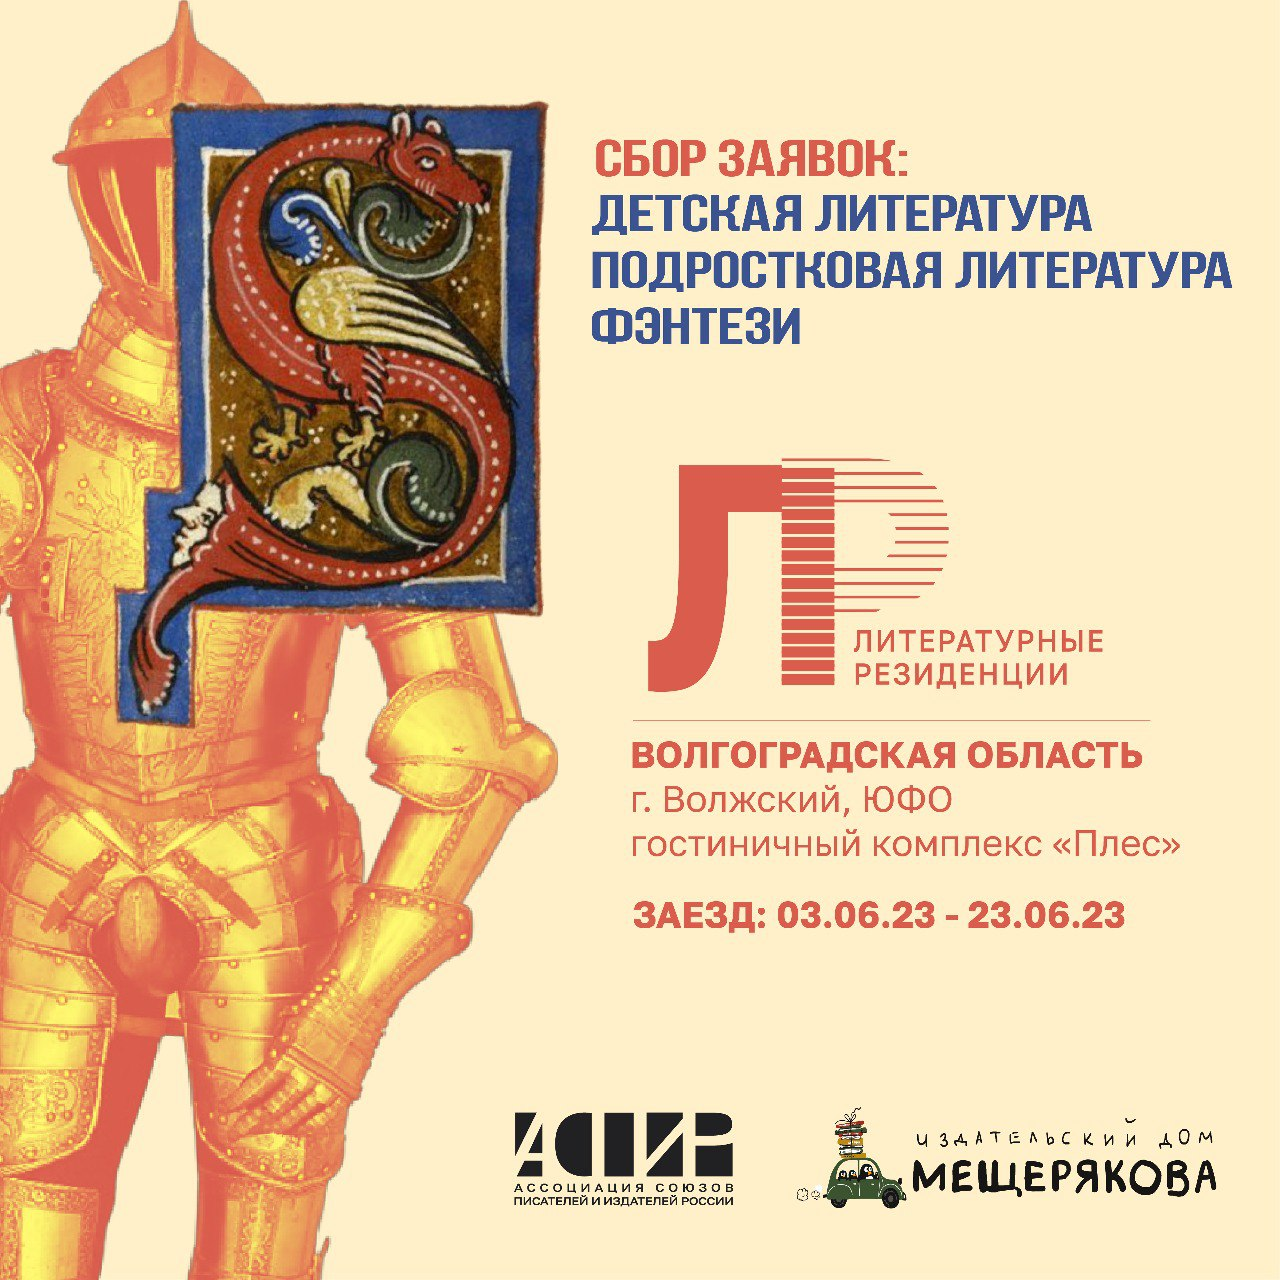 СБОР ЗАЯВОК:
ДЕТСКАЯ ЛИТЕРАТУРА
ПОДРОСТКОВАЯ ЛИТЕРАТУРА
ФЭНТЕЗИ
ЛР
ЛИТЕРАТУРНЫЕ
РЕЗИДЕНЦИИ
ВОЛГОГРАДСКАЯ ОБЛАСТЬ
г. Волжский, ЮФО
гостиничный комплекс «Плес»
ЗАЕЗД: 03.06.23 - 23.06.23
АСПИР
АССОЦИАЦИЯ СОЮЗОВ
ПИСАТЕЛЕЙ И ИЗДАТЕЛЕЙ РОССИИ
ИЗДАТЕЛЬСКИЙ ДОМ
МЕЩЕРЯКОВА